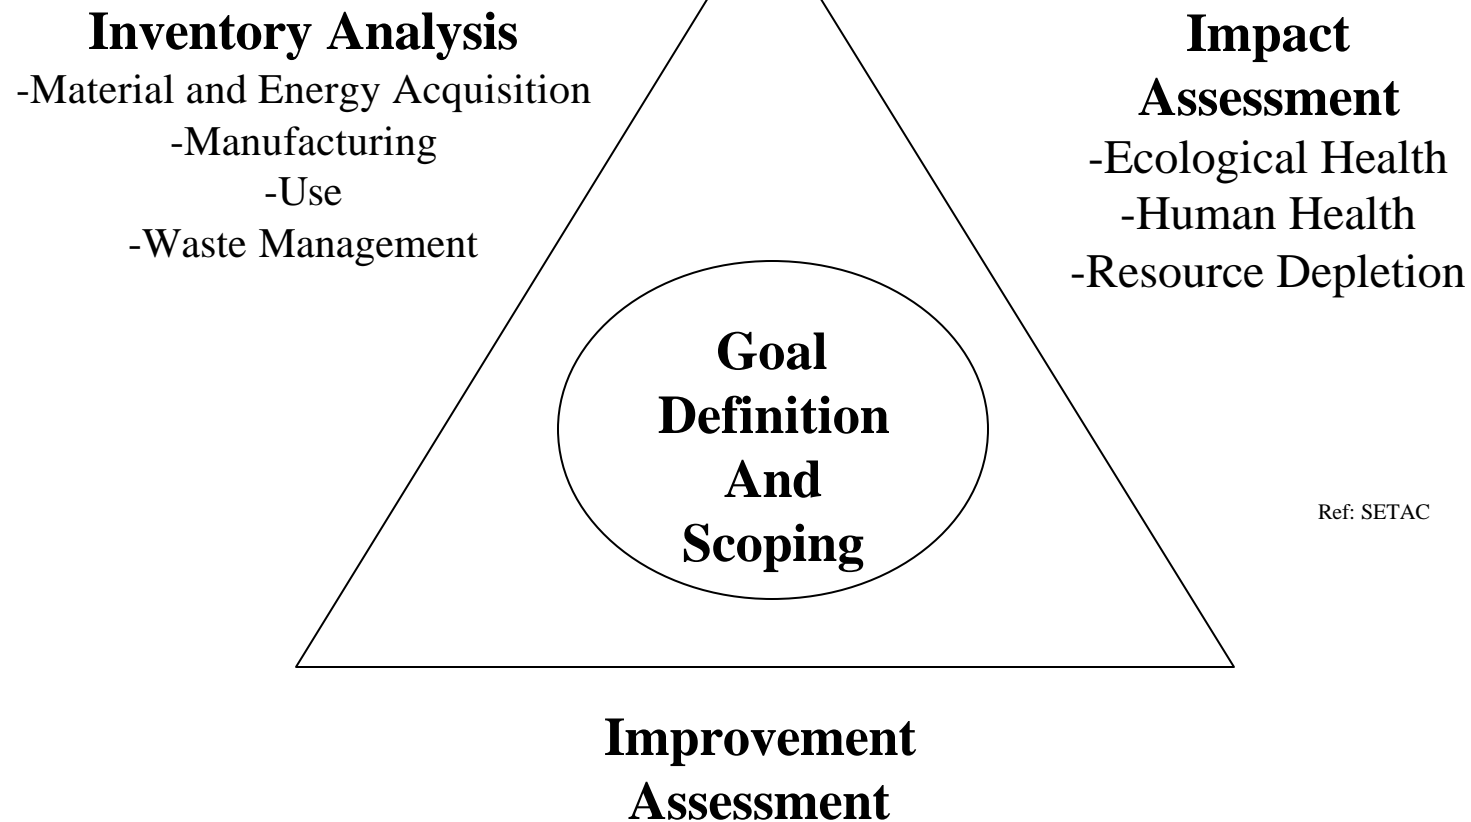 Inventory Analysis
-Material and Energy Acquisition
-Manufacturing
-Use
-Waste Management
Impact
Assessment
-Ecological Health
-Human Health
-Resource Depletion
Goal
Definition
And
Scoping
Ref: SETAC
Improvement
Assessment